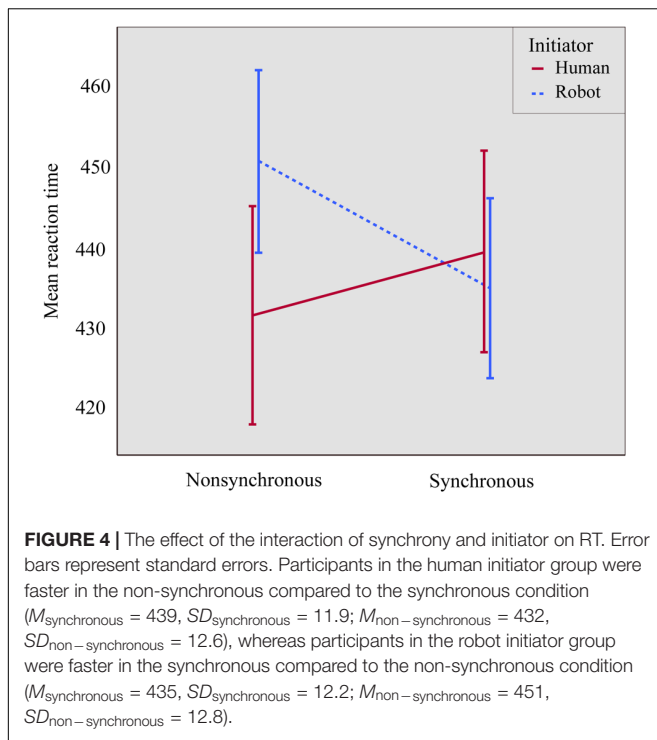 Initiator
Human
Robot
Mean reaction time
460
450
440
430
420
Nonsynchronous
Synchronous
FIGURE 4 | The effect of the interaction of synchrony and initiator on RT. Error
bars represent standard errors. Participants in the human initiator group were
faster in the non-synchronous compared to the synchronous condition
(Msynchronous = 439, SDsynchronous = 11.9; Mnon−synchronous = 432,
SDnon−synchronous = 12.6), whereas participants in the robot initiator group
were faster in the synchronous compared to the non-synchronous condition
(Msynchronous = 435, SDsynchronous = 12.2; Mnon−synchronous = 451,
SDnon−synchronous = 12.8).